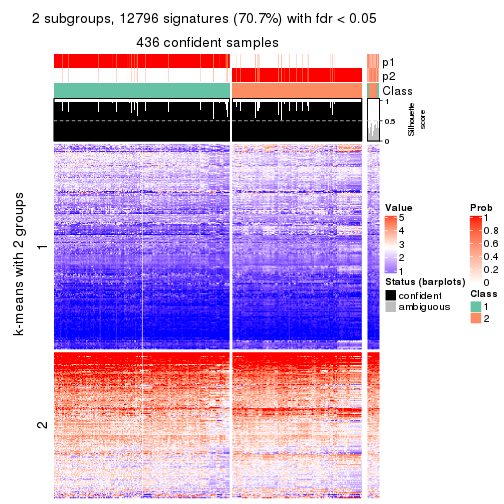 2 subgroups, 12796 signatures (70.7%) with fdr < 0.05
436 confident samples
p1
p2
Class
1
0.5
0
Silhouette
score
k-means with 2 groups
1
2
Value
5
4
3
2
1
Status (barplots)
confident
ambiguous
Prob
1
0.8
0.6
0.4
0.2
0
Class
1
2